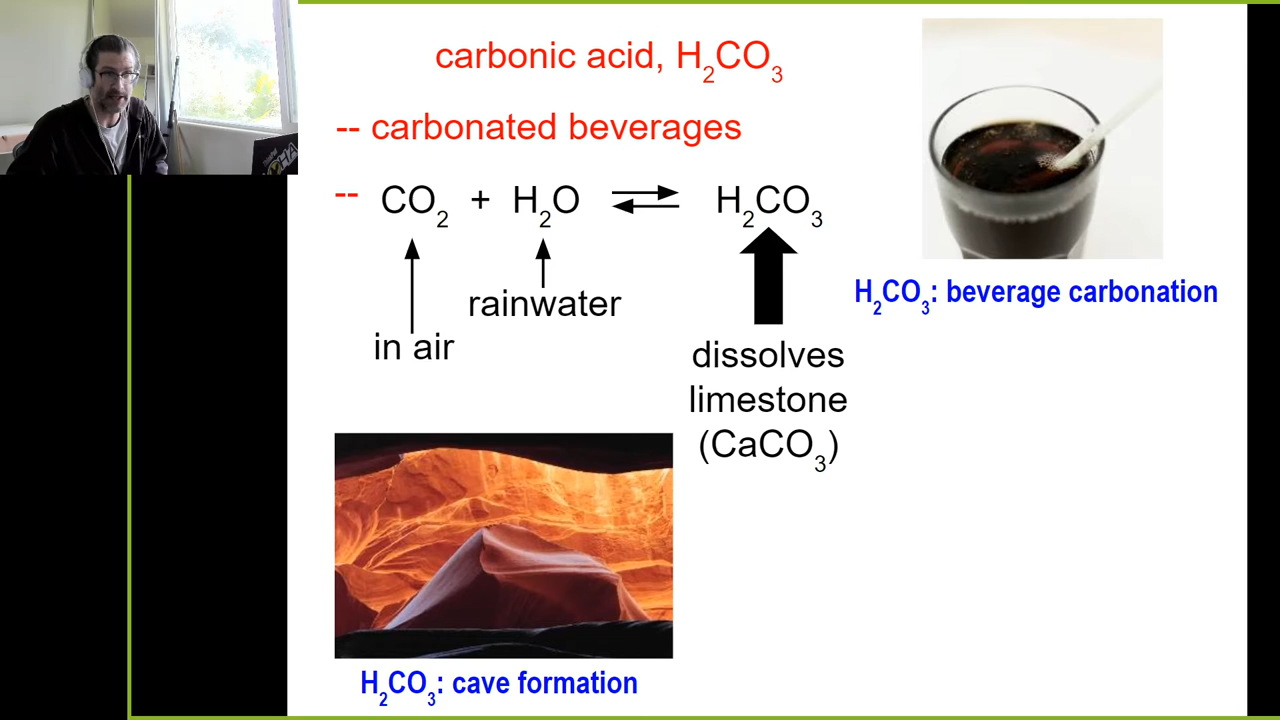 carbonic acid, H₂CO₃
-- carbonated beverages
-- CO₂ + H₂O ⇌ H₂CO₃
rainwater
in air
dissolves
limestone
(CaCO₃)
H₂CO₃: beverage carbonation
H₂CO₃: cave formation